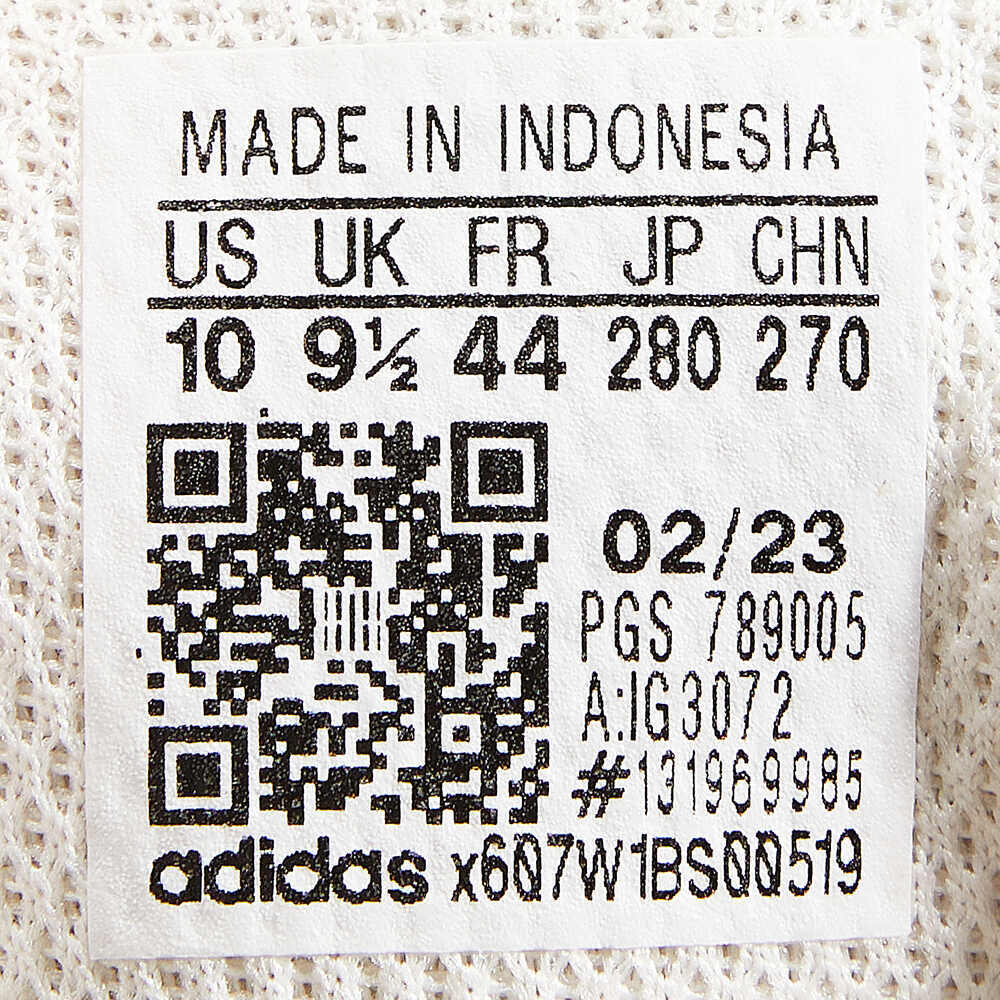 MADE IN INDONESIA
US UK FR JP CHN
10 9½ 44 280 270
02/23
PGS 789005
A:IG3072
#131969985
adidas x607W1BS00519